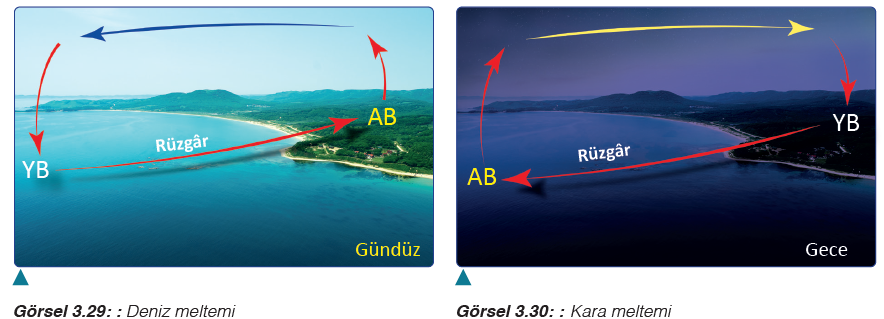 AB
Rüzgâr
YB
Gündüz
Görsel 3.29: : Deniz meltemi
YB
Rüzgâr
AB
Gece
Görsel 3.30: : Kara meltemi